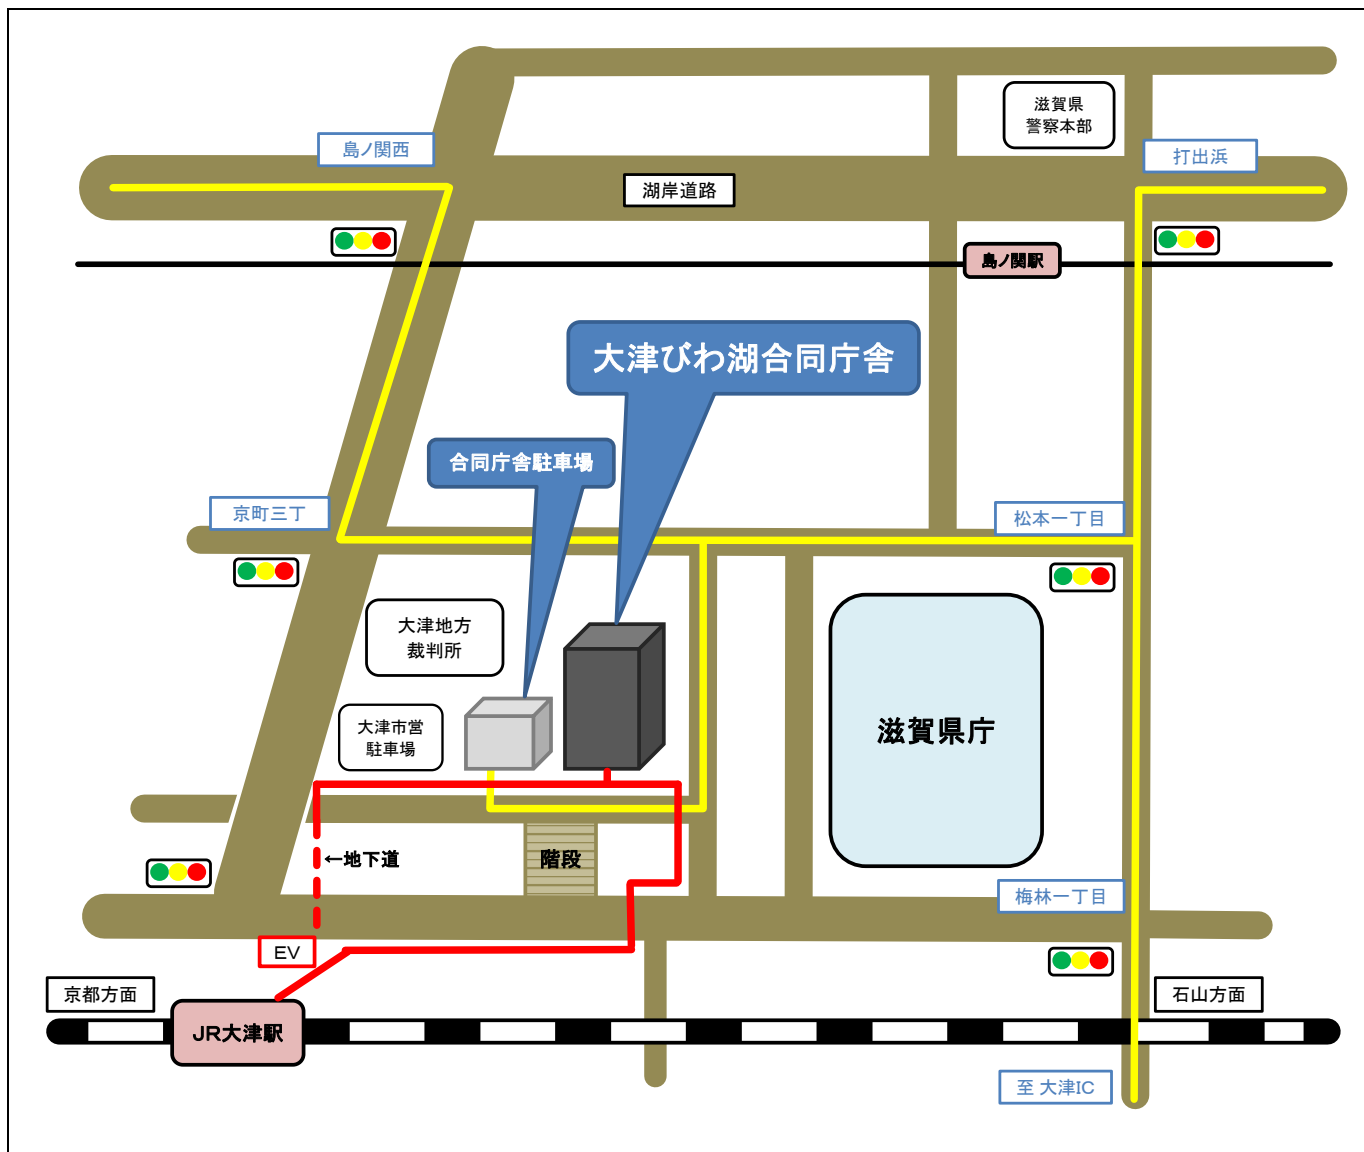 滋賀県
警察本部
島ノ関西
打出浜
湖岸道路
島ノ関駅
大津びわ湖合同庁舎
合同庁舎駐車場
京町三丁
松本一丁目
大津地方
裁判所
大津市営
駐車場
滋賀県庁
←地下道
階段
梅林一丁目
EV
京都方面
石山方面
JR大津駅
至 大津IC